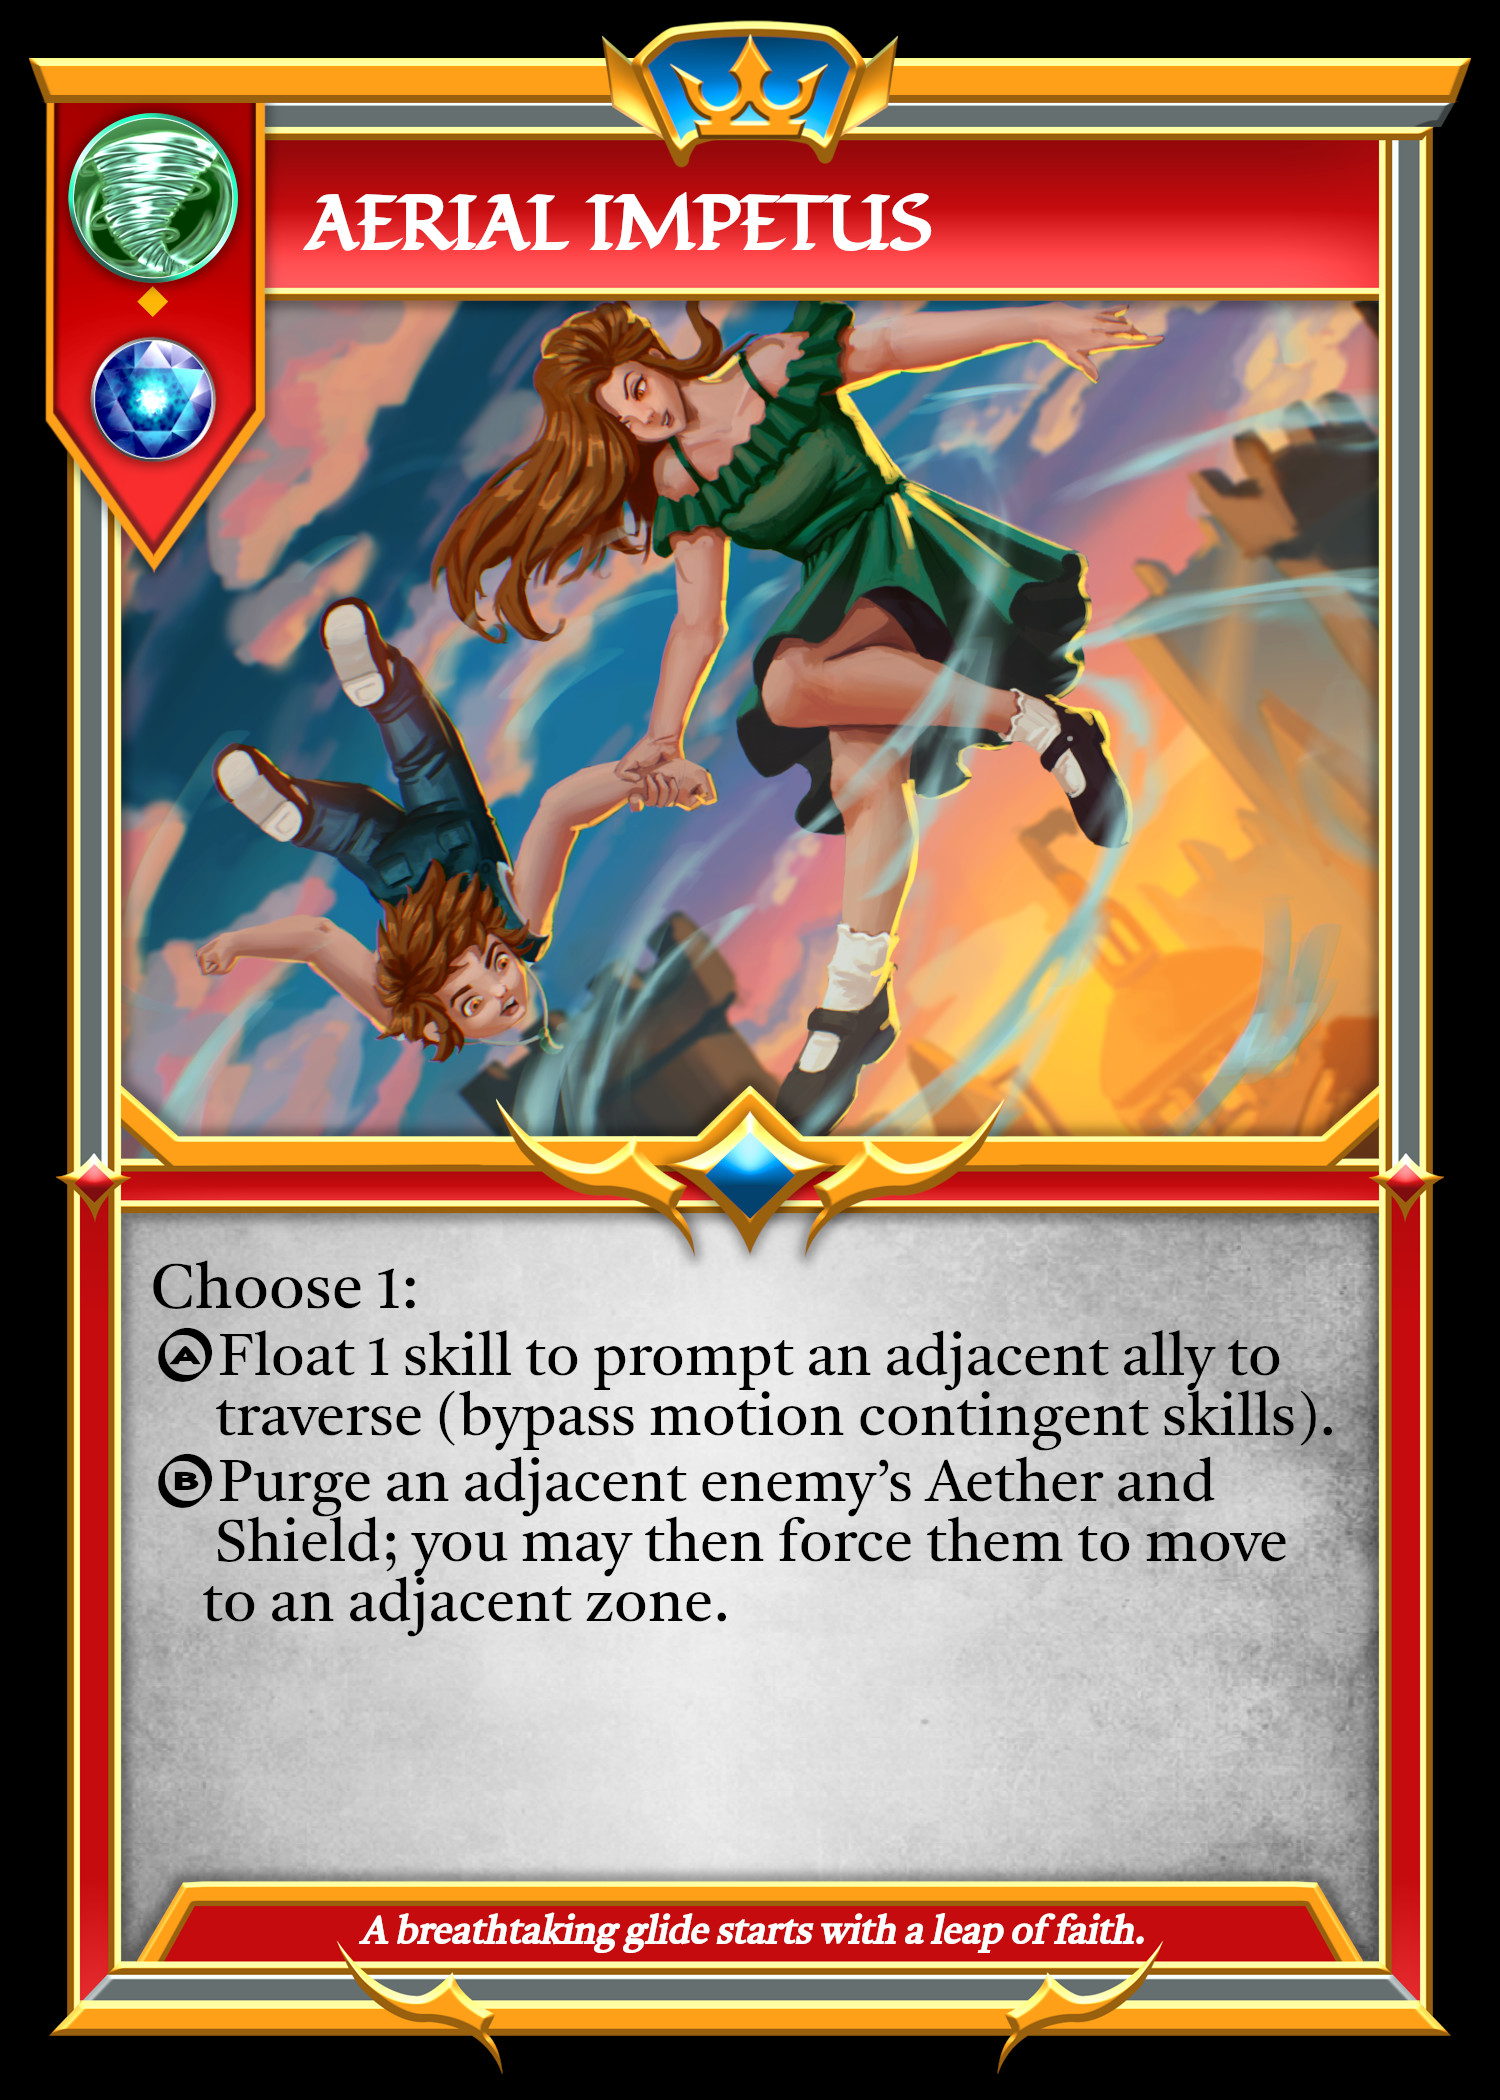 AERIAL IMPETUS
Choose 1:
A Float 1 skill to prompt an adjacent ally to
traverse (bypass motion contingent skills).
B Purge an adjacent enemy’s Aether and
Shield; you may then force them to move
to an adjacent zone.
A breathtaking glide starts with a leap of faith.